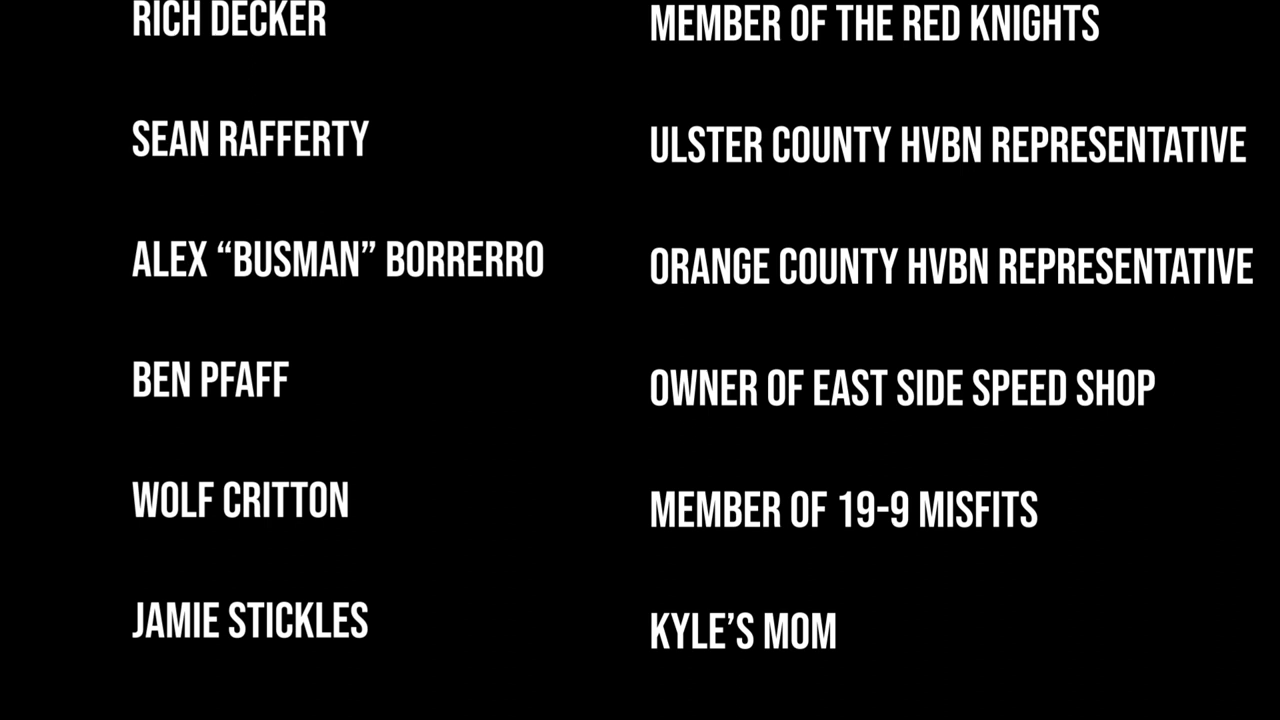 RICH DECKER MEMBER OF THE RED KNIGHTS
SEAN RAFFERTY ULSTER COUNTY HVBN REPRESENTATIVE
ALEX “BUSMAN” BORRERRO ORANGE COUNTY HVBN REPRESENTATIVE
BEN PFAFF OWNER OF EAST SIDE SPEED SHOP
WOLF CRITTON MEMBER OF 19-9 MISFITS
JAMIE STICKLES KYLE’S MOM